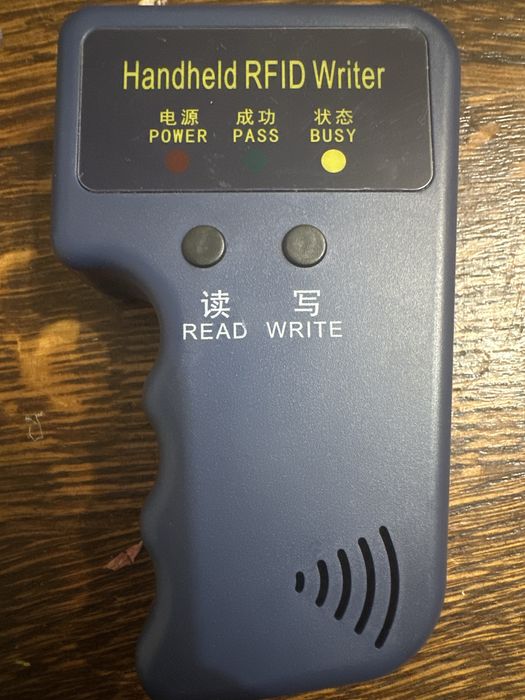 Handheld RFID Writer
电源 成功 状态
POWER PASS BUSY
读 写
READ WRITE